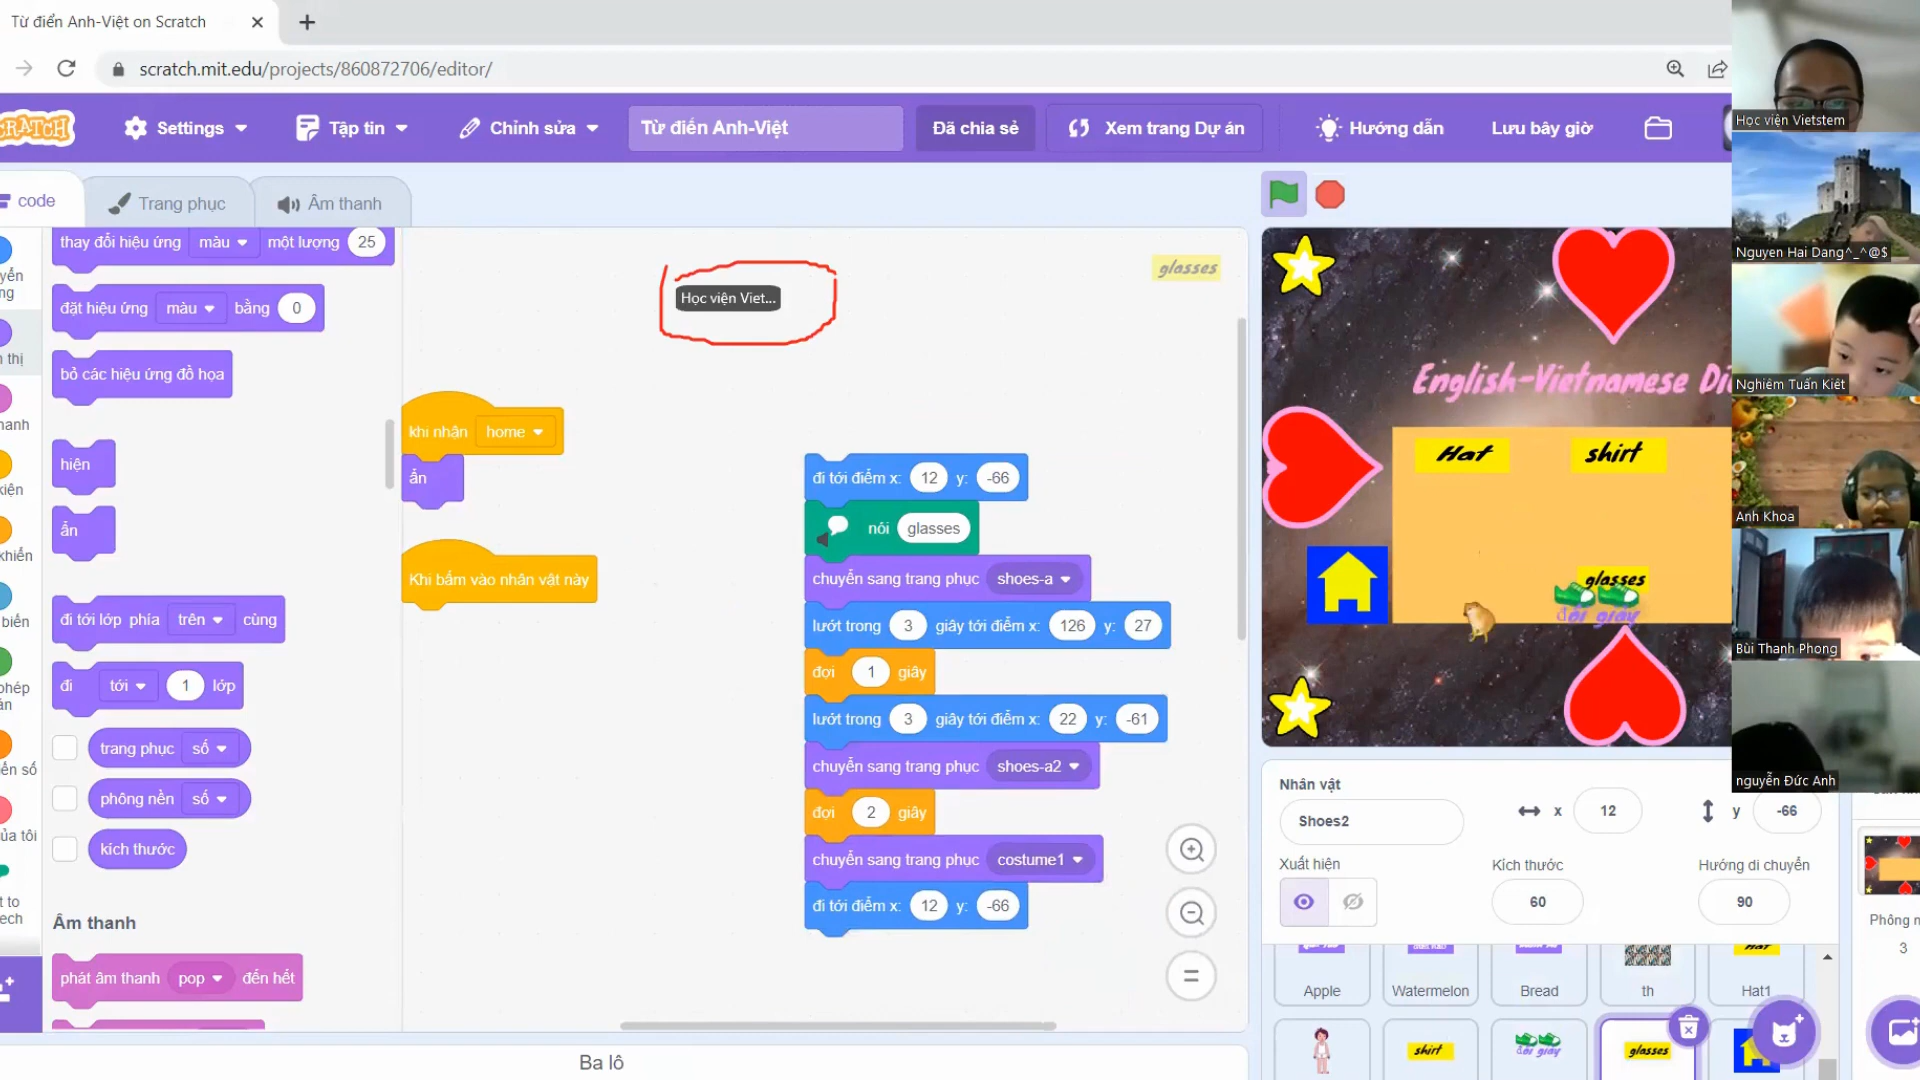 Từ điển Anh-Việt on Scratch
scratch.mit.edu/projects/860872706/editor/
SCRATCH
Settings
Tập tin
Chỉnh sửa
Từ điển Anh-Việt
Đã chia sẻ
Xem trang Dự án
Hướng dẫn
Lưu bây giờ
code
Trang phục
Âm thanh
thay đổi hiệu ứng màu một lượng 25
đặt hiệu ứng màu bằng 0
bỏ các hiệu ứng đồ họa
hiện
ẩn
đi tới lớp phía trên cùng
đi tới 1 lớp
trang phục số
phông nền số
kích thước
Âm thanh
phát âm thanh pop đến hết
Học viện Viet...
glasses
khi nhận home
ẩn
Khi bấm vào nhân vật này
đi tới điểm x: 12 y: -66
nói glasses
chuyển sang trang phục shoes-a
lướt trong 3 giây tới điểm x: 126 y: 27
đợi 1 giây
lướt trong 3 giây tới điểm x: 22 y: -61
chuyển sang trang phục shoes-a2
đợi 2 giây
chuyển sang trang phục costume1
đi tới điểm x: 12 y: -66
Ba lô
English-Vietnamese Di
Hat
shirt
glasses
đôi giày
Nhân vật
Shoes2
x 12
y -66
Xuất hiện
Kích thước
60
Hướng di chuyển
90
Apple
Watermelon
Bread
th
Hat
Hat1
shirt
đôi giày
glasses
Phông n
3
Học viện Vietstem
Nguyen Hai Dang^_^@$
Nghiêm Tuấn Kiêt
Anh Khoa
Bùi Thanh Phong
nguyễn Đức Anh